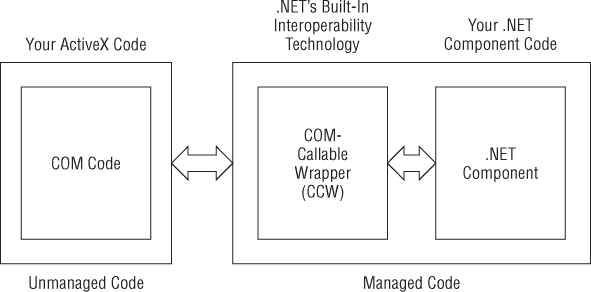 .NET’s Built-In
Interoperability
Technology
Your ActiveX Code
Your .NET
Component Code
COM Code
COM-
Callable
Wrapper
(CCW)
.NET
Component
Unmanaged Code
Managed Code